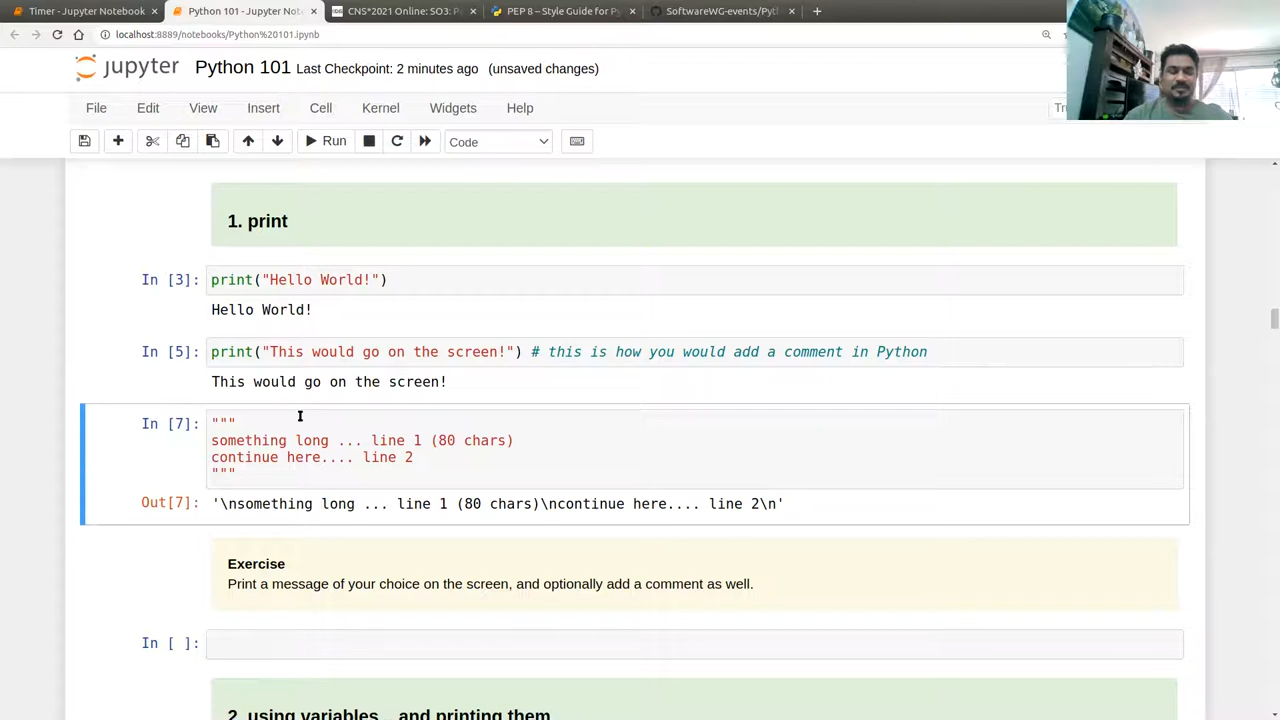 Timer - Jupyter Notebook
Python 101 - Jupyter Not
CNS*2021 Online: SO3: P
PEP 8 – Style Guide for P
SoftwareWG-events/Pyt
localhost:8889/notebooks/Python%20101.ipynb
jupyter Python 101 Last Checkpoint: 2 minutes ago (unsaved changes)
File Edit View Insert Cell Kernel Widgets Help
Tr
Run Code
1. print
In [3]: print("Hello World!")
Hello World!
In [5]: print("This would go on the screen!") # this is how you would add a comment in Python
This would go on the screen!
In [7]: """
something long ... line 1 (80 chars)
continue here.... line 2
"""
Out[7]: '\nsomething long ... line 1 (80 chars)\ncontinue here.... line 2\n'
Exercise
Print a message of your choice on the screen, and optionally add a comment as well.
In [ ]:
2. using variables... and printing them